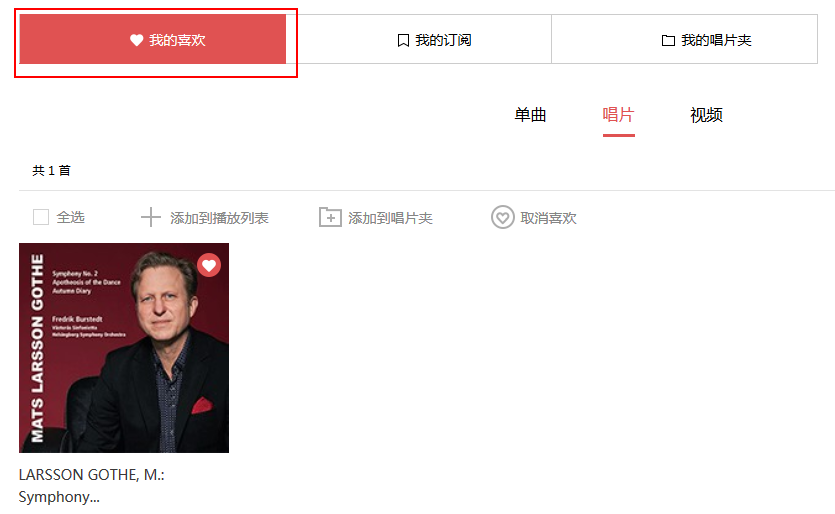 我的喜欢
我的订阅
我的唱片夹
单曲
唱片
视频
共 1 首
全选
添加到播放列表
添加到唱片夹
取消喜欢
MATS LARSSON GOTHE
Symphony No. 2
Apotheosis of the Dance
Autumn Diary
Fredrik Burstedt
Västerås Sinfonietta
Helsingborg Symphony Orchestra
LARSSON GOTHE, M.:
Symphony...